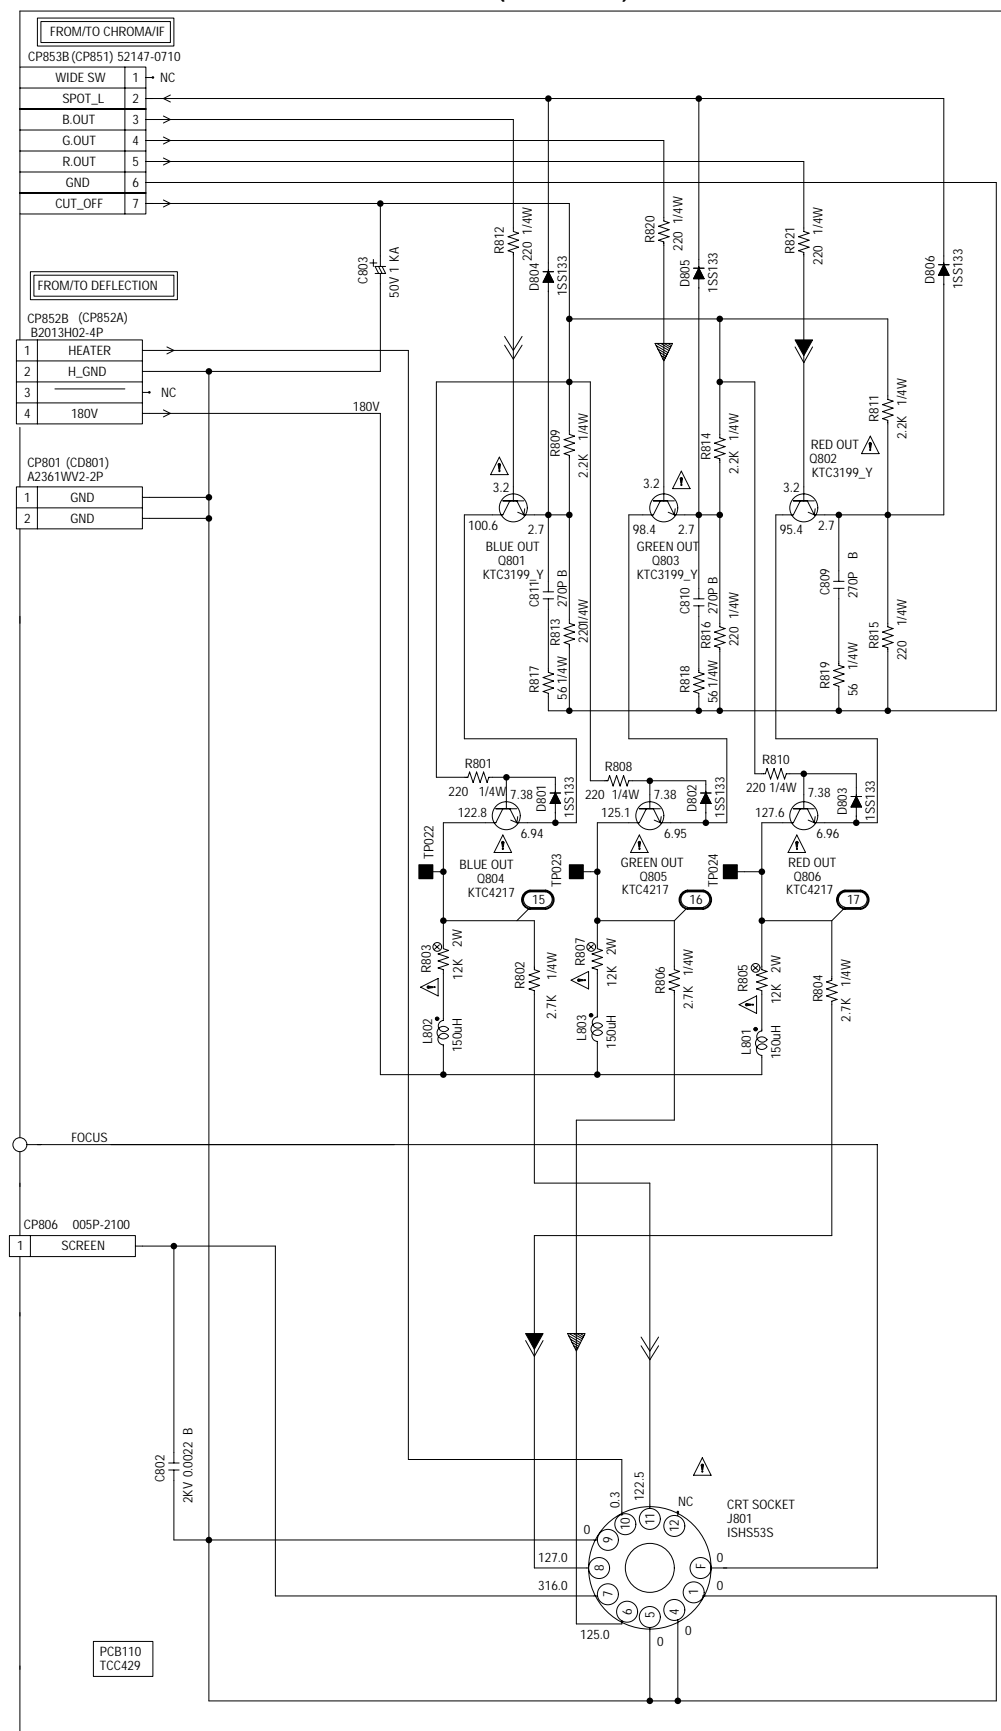 FROM/TO CHROMA/IF
CP853B (CP851) 52147-0710
WIDE SW 1 NC
SPOT_L 2
B.OUT 3
G.OUT 4
R.OUT 5
GND 6
CUT_OFF 7
R812
220 1/4W
D804
1SS133
R820
220 1/4W
D805
1SS133
R821
220 1/4W
D806
1SS133
C803
+
50V 1 KA
FROM/TO DEFLECTION
CP852B (CP852A)
B2013H02-4P
1 HEATER
2 H_GND
3 NC
4 180V
180V
CP801 (CD801)
A2361WV2-2P
1 GND
2 GND
R809
2.2K 1/4W
R814
2.2K 1/4W
R811
2.2K 1/4W
3.2
100.6
2.7
BLUE OUT
Q801
KTC3199_Y
3.2
98.4
2.7
GREEN OUT
Q803
KTC3199_Y
RED OUT
Q802
KTC3199_Y
3.2
95.4
2.7
C811
270P B
R813
220 1/4W
R817
56 1/4W
C810
270P B
R816
220 1/4W
R818
56 1/4W
C809
270P B
R815
220 1/4W
R819
56 1/4W
R801
220 1/4W
7.38
122.8
6.94
D801
1SS133
BLUE OUT
Q804
KTC4217
R808
220 1/4W
7.38
125.1
6.95
D802
1SS133
GREEN OUT
Q805
KTC4217
R810
220 1/4W
7.38
127.6
6.96
D803
1SS133
RED OUT
Q806
KTC4217
TP022
TP023
TP024
15
16
17
R803
12K 2W
R802
2.7K 1/4W
R807
12K 2W
R806
2.7K 1/4W
R805
12K 2W
R804
2.7K 1/4W
L802
150uH
L803
150uH
L801
150uH
FOCUS
CP806 005P-2100
1 SCREEN
C802
2KV 0.0022 B
0.3
122.5
NC
CRT SOCKET
J801
ISHS53S
0
127.0
316.0
125.0
0
0
0
0
9
10
11
12
8
F
7
1
6
5
4
PCB110
TCC429